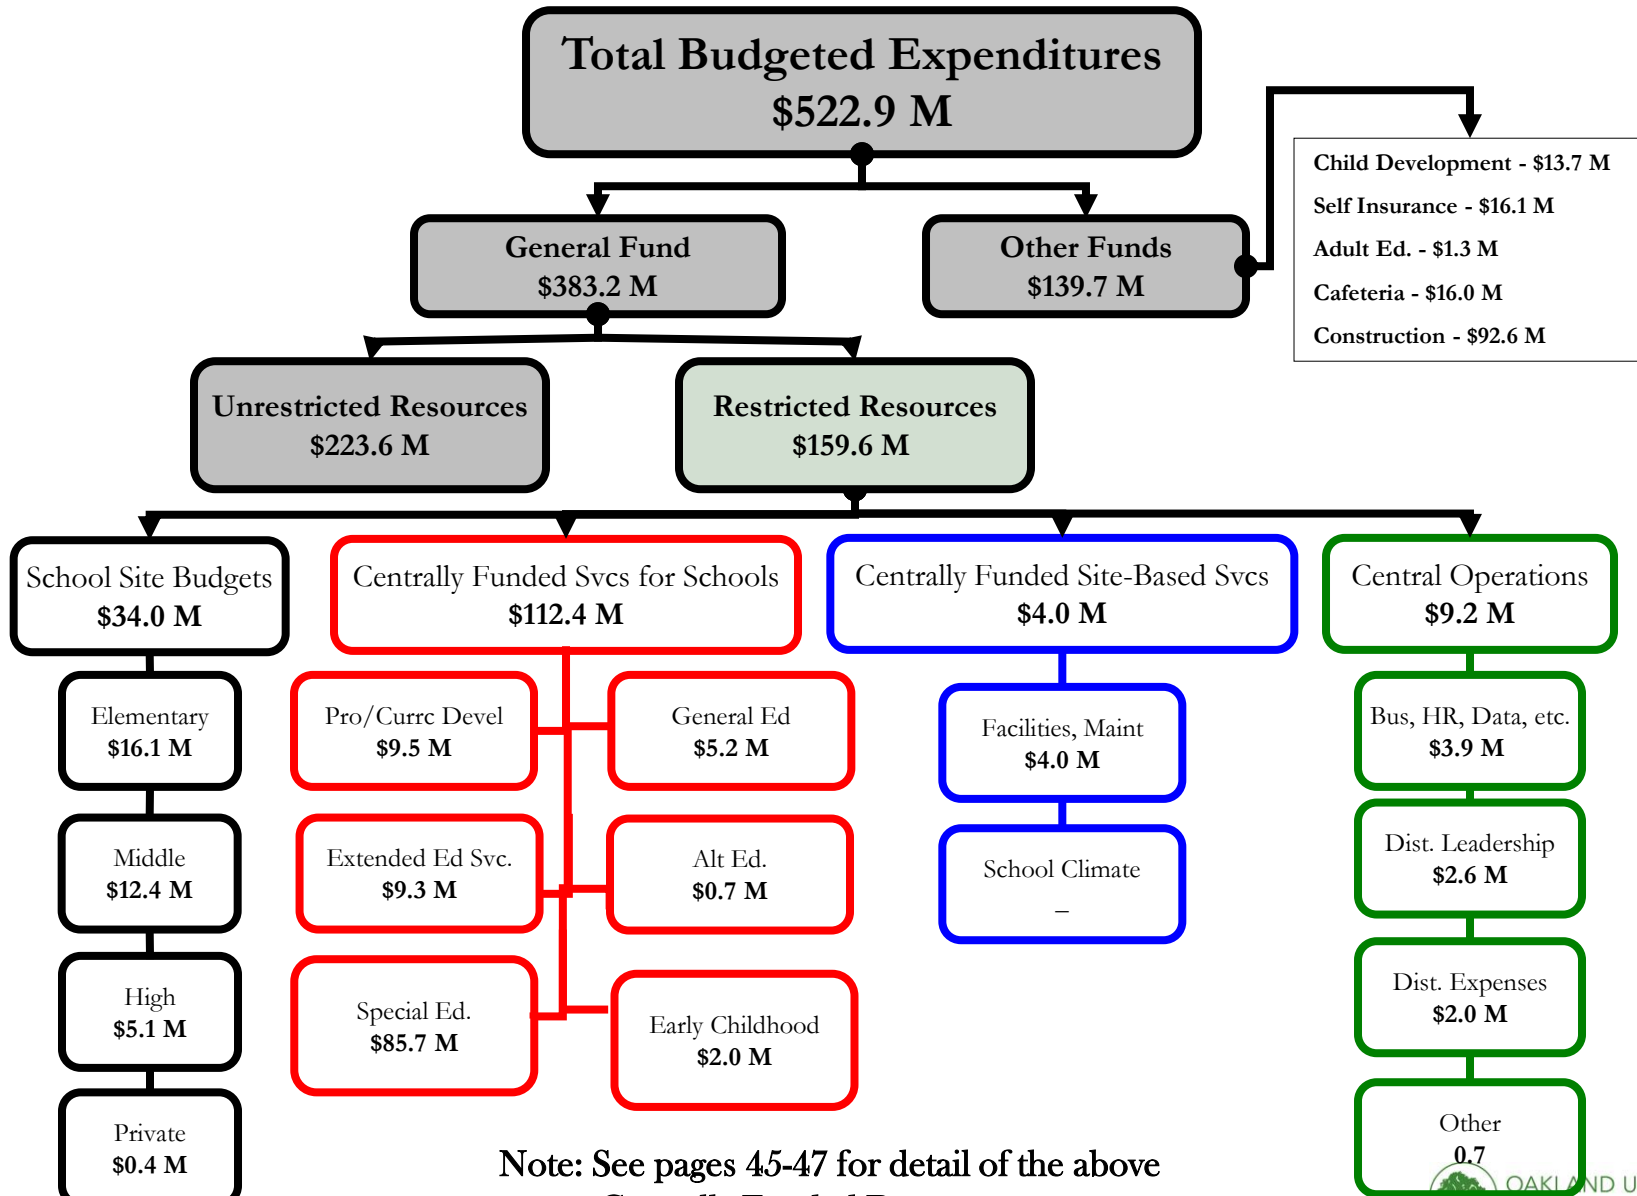 Total Budgeted Expenditures
$522.9 M
General Fund
$383.2 M
Other Funds
$139.7 M
Child Development - $13.7 M
Self Insurance - $16.1 M
Adult Ed. - $1.3 M
Cafeteria - $16.0 M
Construction - $92.6 M
Unrestricted Resources
$223.6 M
Restricted Resources
$159.6 M
School Site Budgets
$34.0 M
Elementary
$16.1 M
Middle
$12.4 M
High
$5.1 M
Private
$0.4 M
Centrally Funded Svcs for Schools
$112.4 M
Pro/Currc Devel
$9.5 M
General Ed
$5.2 M
Extended Ed Svc.
$9.3 M
Alt Ed.
$0.7 M
Special Ed.
$85.7 M
Early Childhood
$2.0 M
Centrally Funded Site-Based Svcs
$4.0 M
Facilities, Maint
$4.0 M
School Climate
–
Central Operations
$9.2 M
Bus, HR, Data, etc.
$3.9 M
Dist. Leadership
$2.6 M
Dist. Expenses
$2.0 M
Other
0.7
Note: See pages 45-47 for detail of the above
Centrally Funded
OAKLAND U